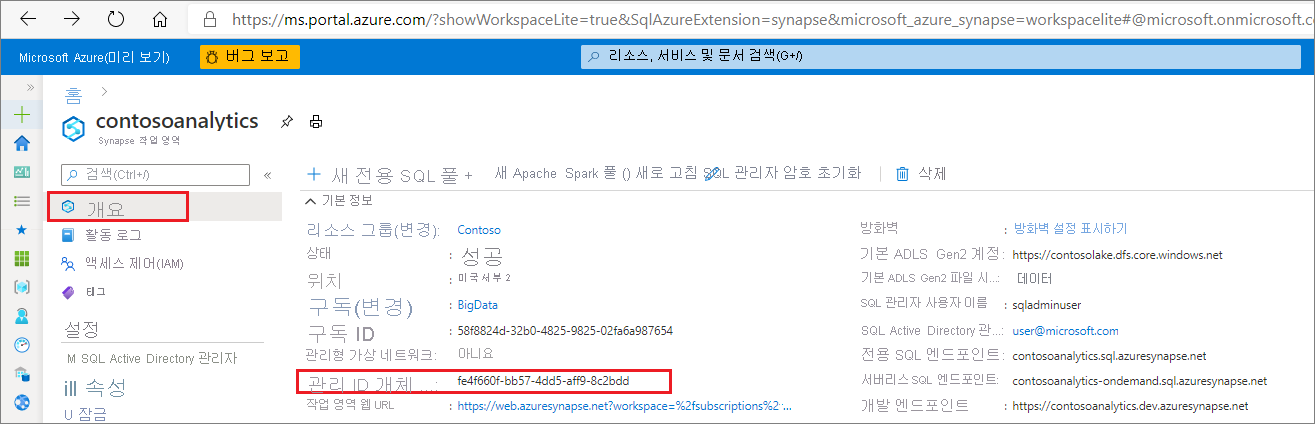 https://ms.portal.azure.com/?showWorkspaceLite=true&SqlAzureExtension=synapse&microsoft_azure_synapse=workspacelite#@microsoft.onmicrosoft.c
Microsoft Azure(미리 보기) 버그 보고 리소스, 서비스 및 문서 검색(G+/)
홈 >
contosoanalytics
Synapse 작업 영역
검색(Ctrl+/) «
새 전용 SQL 풀 + 새 Apache Spark 풀 () 새로 고침 SQL 관리자 암호 초기화 삭제
개요
활동 로그
액세스 제어(IAM)
태그
설정
M SQL Active Directory 관리자
ill 속성
U 잠금
기본 정보
리소스 그룹(변경): Contoso
상태 : 성공
위치 : 미국 서부 2
구독(변경) : BigData
구독 ID : 58f8824d-32b0-4825-9825-02fa6a987654
관리형 가상 네트워크: 아니요
관리 ID 개체 ...: fe4f660f-bb57-4dd5-aff9-8c2bdd
작업 영역 웹 URL : https://web.azuresynapse.net?workspace=%2fsubscriptions%2...
방화벽 : 방화벽 설정 표시하기
기본 ADLS Gen2 계정: https://contosolake.dfs.core.windows.net
기본 ADLS Gen2 파일 시... : 데이터
SQL 관리자 사용자 이름 : sqladminuser
SQL Active Directory 관...: user@microsoft.com
전용 SQL 엔드포인트: contosoanalytics.sql.azuresynapse.net
서버리스 SQL 엔드포인트: contosoanalytics-ondemand.sql.azuresynapse.net
개발 엔드포인트 : https://contosoanalytics.dev.azuresynapse.net